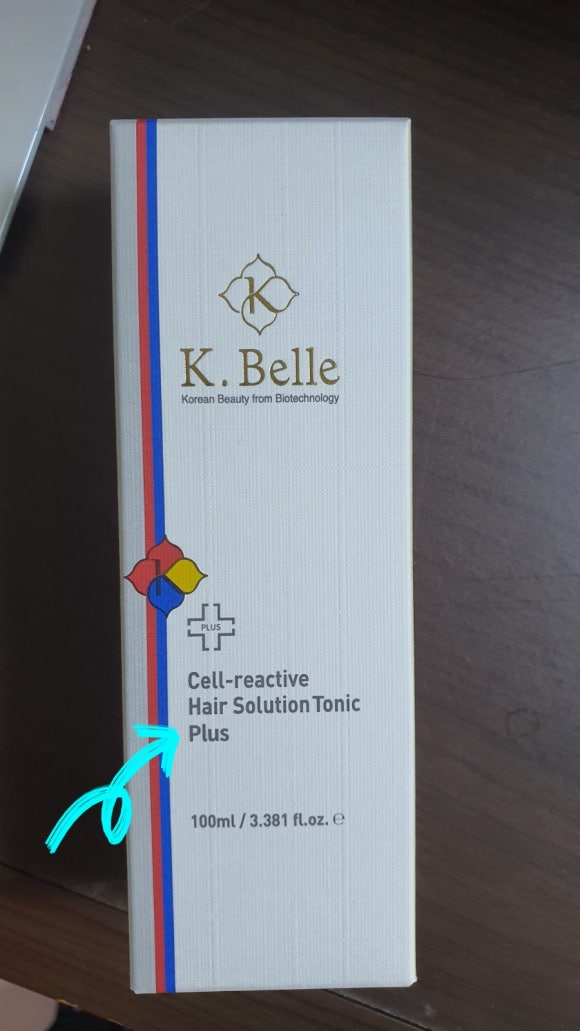 K
K. Belle
Korean Beauty from Biotechnology
PLUS
Cell-reactive
Hair Solution Tonic
Plus
100ml / 3.381 fl.oz. ℮